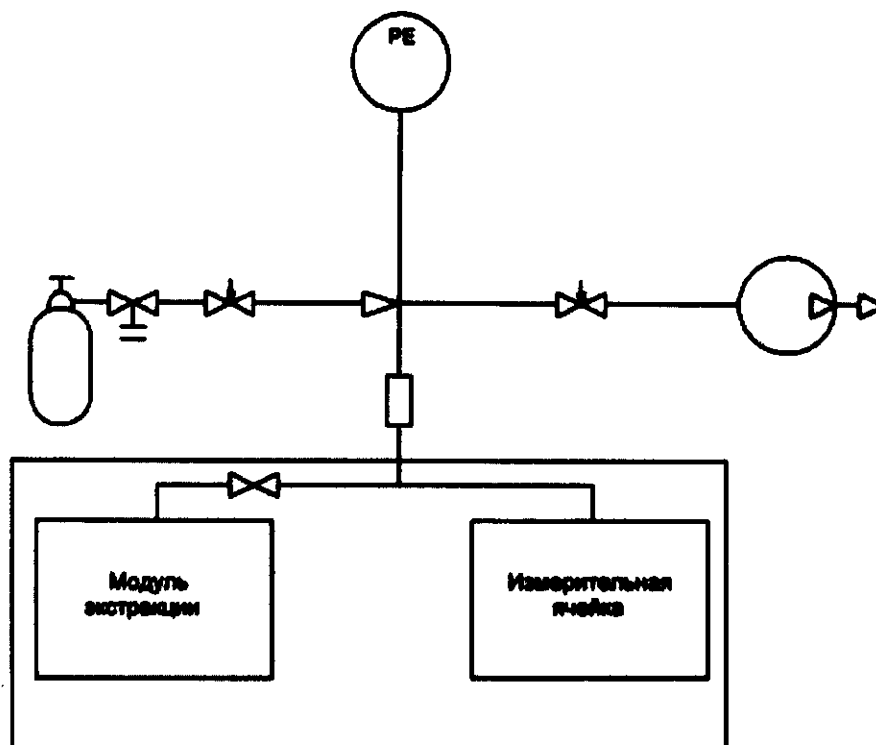 PE
Модуль
экстракции
Измерительная
ячейка